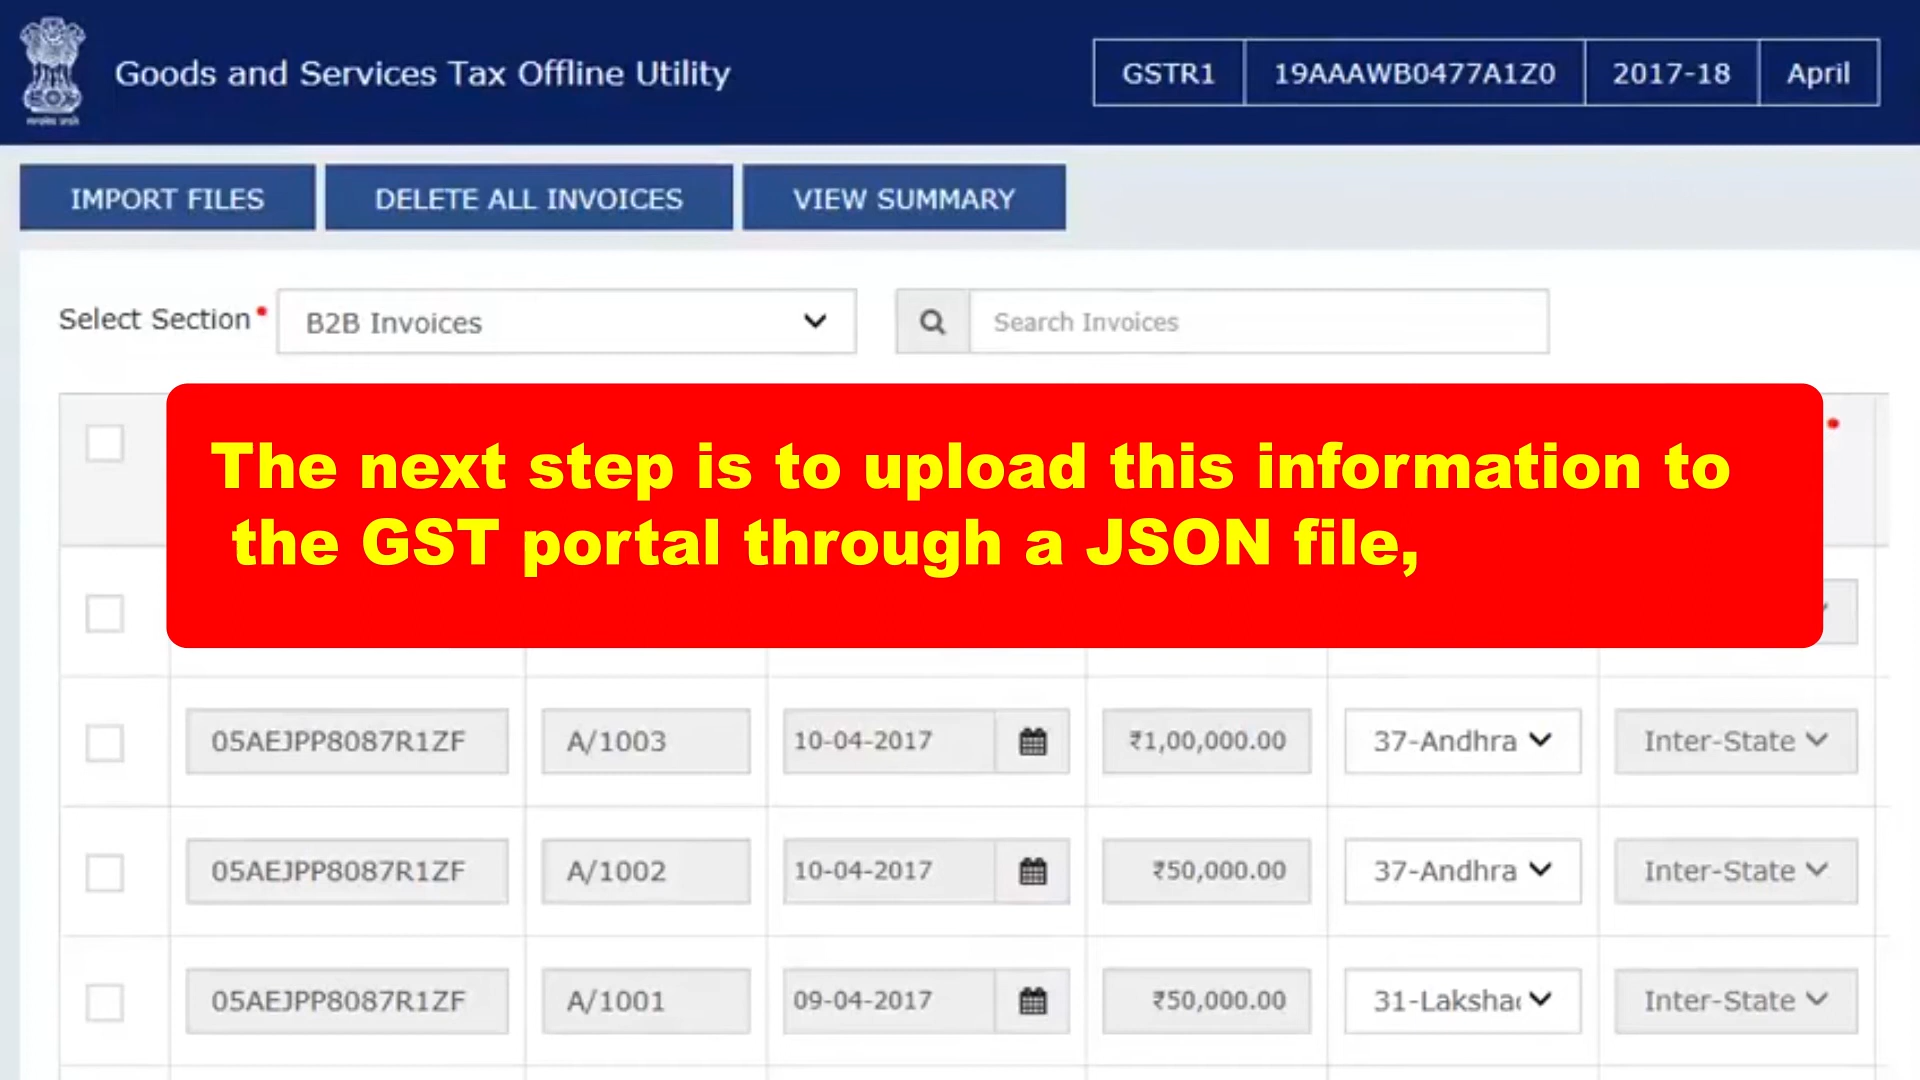 Goods and Services Tax Offline Utility
GSTR1 19AAAWB0477A1Z0 2017-18 April
IMPORT FILES DELETE ALL INVOICES VIEW SUMMARY
Select Section• B2B Invoices Search Invoices
The next step is to upload this information to
the GST portal through a JSON file,
05AEJPP8087R1ZF A/1003 10-04-2017 ₹1,00,000.00 37-Andhra Inter-State
05AEJPP8087R1ZF A/1002 10-04-2017 ₹50,000.00 37-Andhra Inter-State
05AEJPP8087R1ZF A/1001 09-04-2017 ₹50,000.00 31-Laksha Inter-State